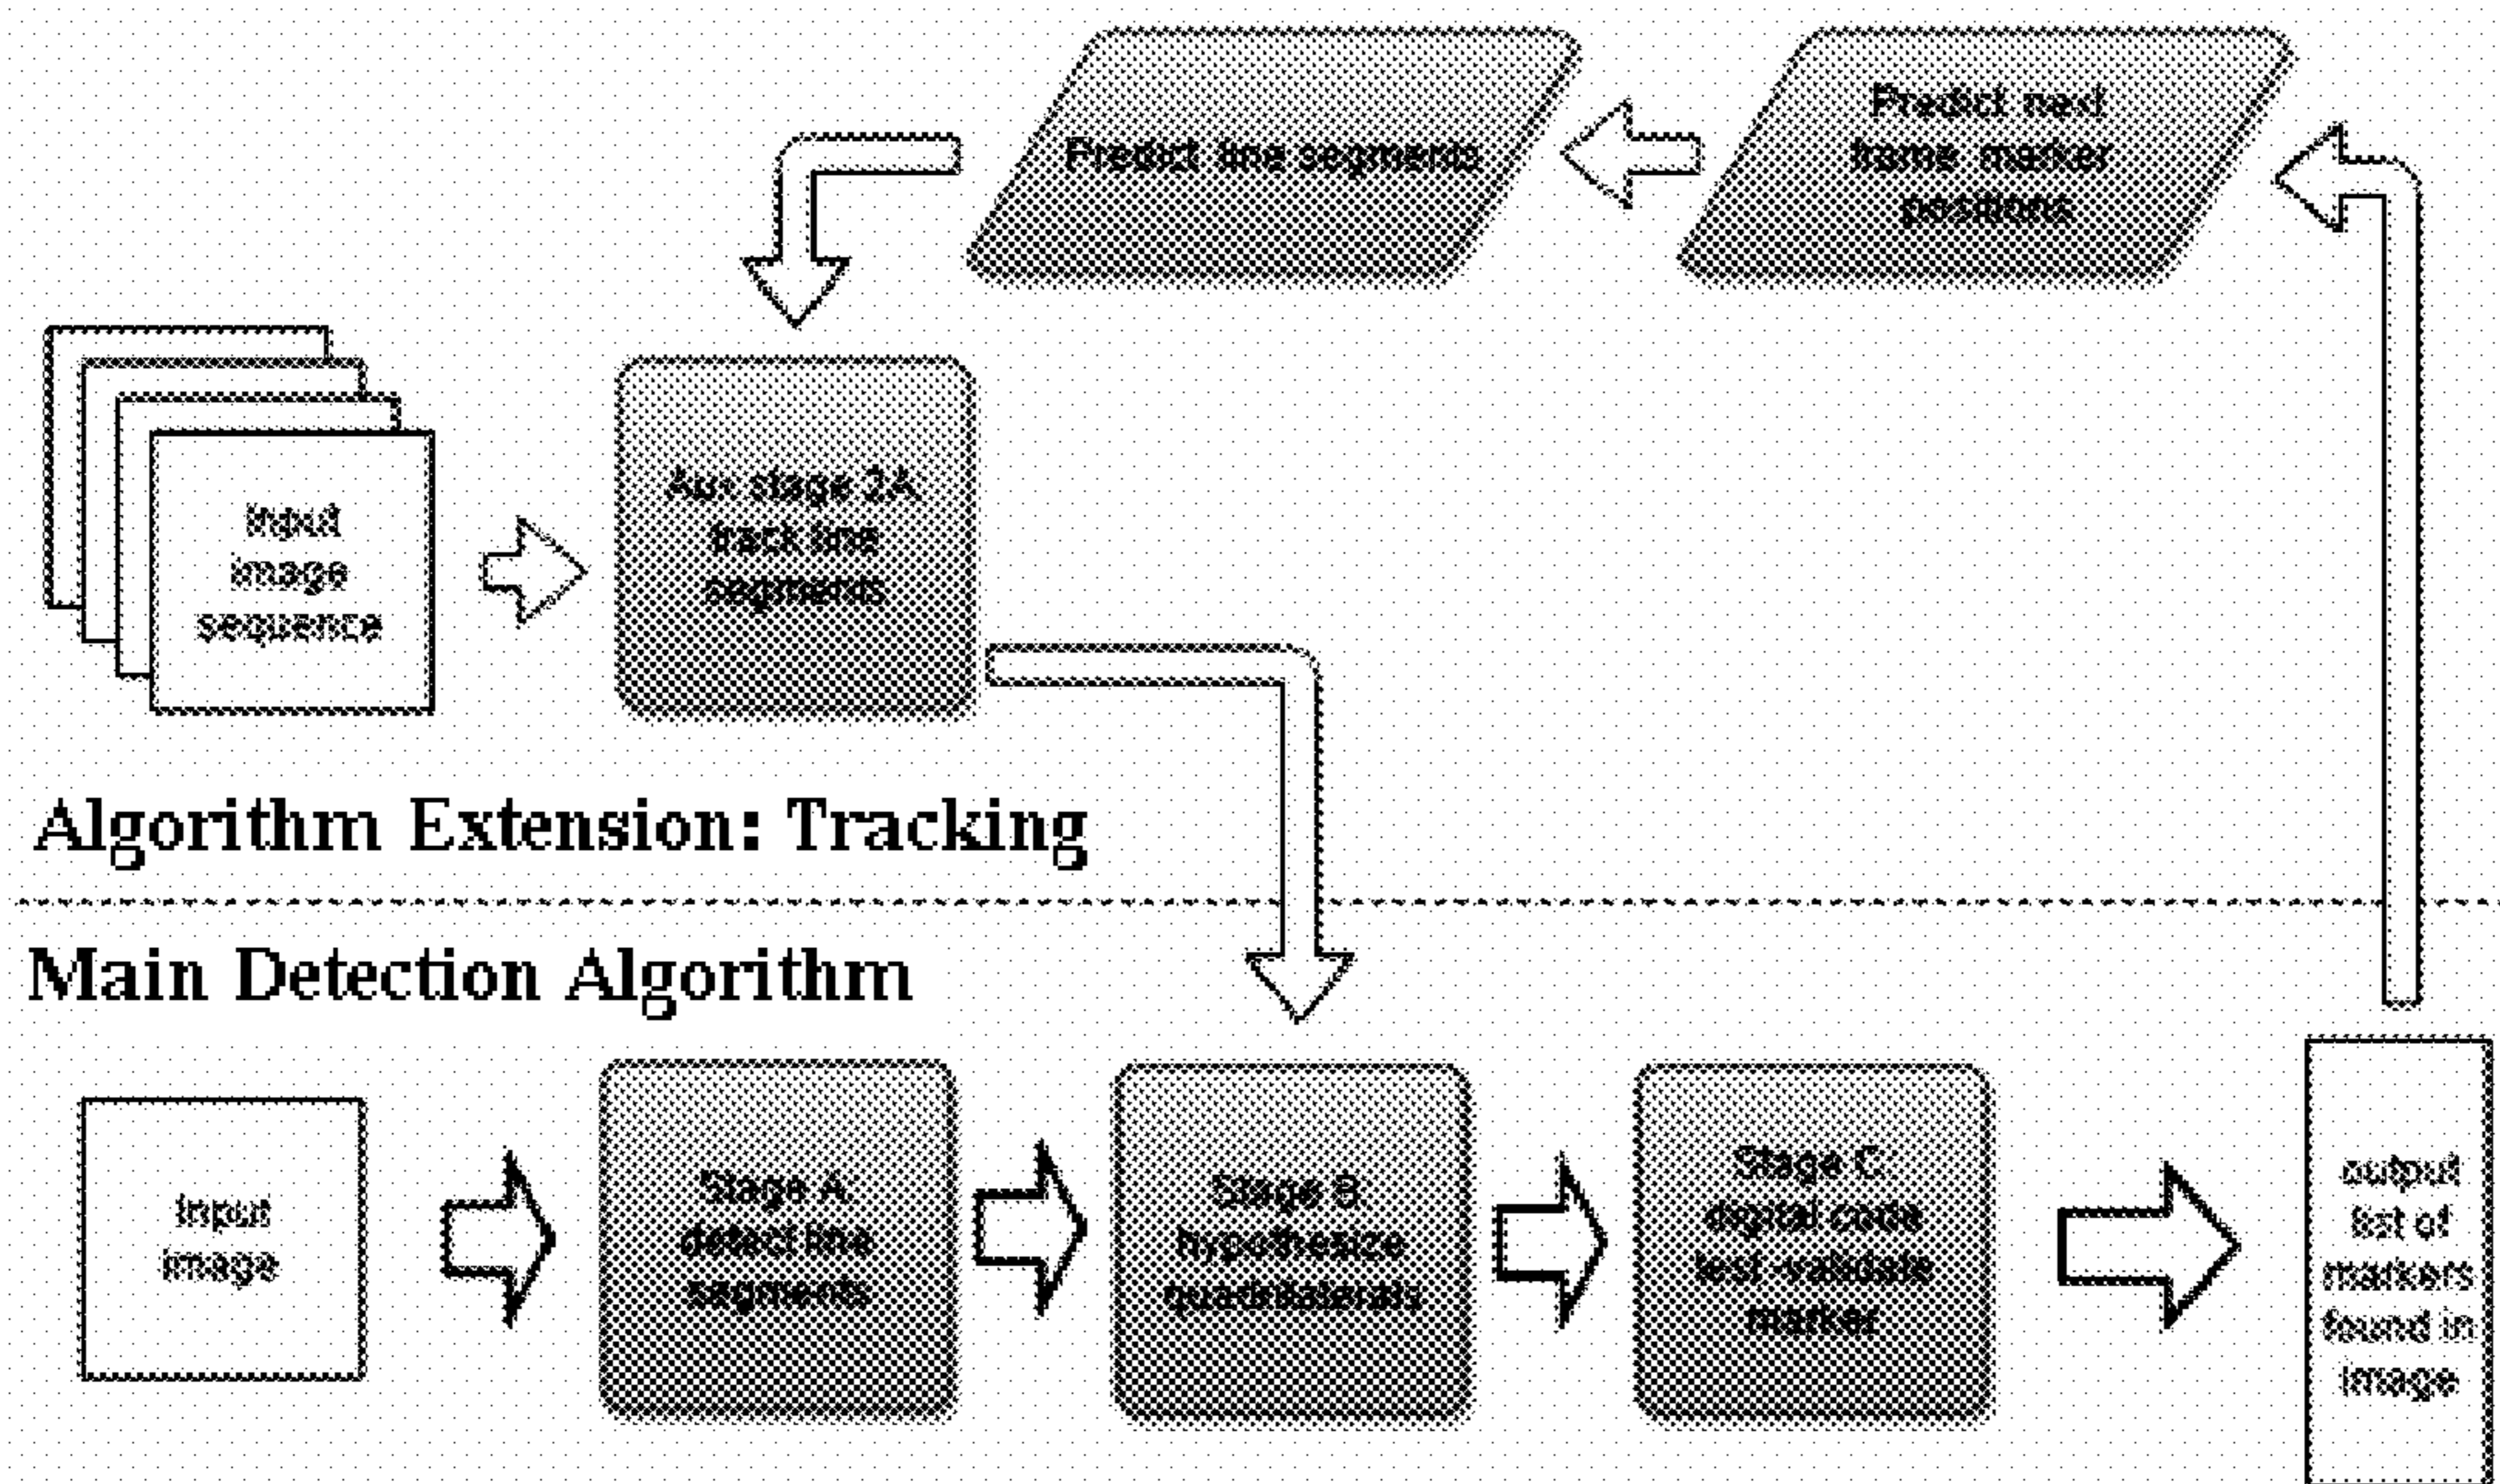 Predict next
frame marker
positions
Predict line segments
Aux stage 2A
track line
segments
Input
image
sequence
Algorithm Extension: Tracking
Main Detection Algorithm
Input
image
Stage A:
detect line
segments
Stage B:
hypothesize
quadrilaterals
Stage C:
digital code
test-validate
marker
output
list of
markers
found in
image